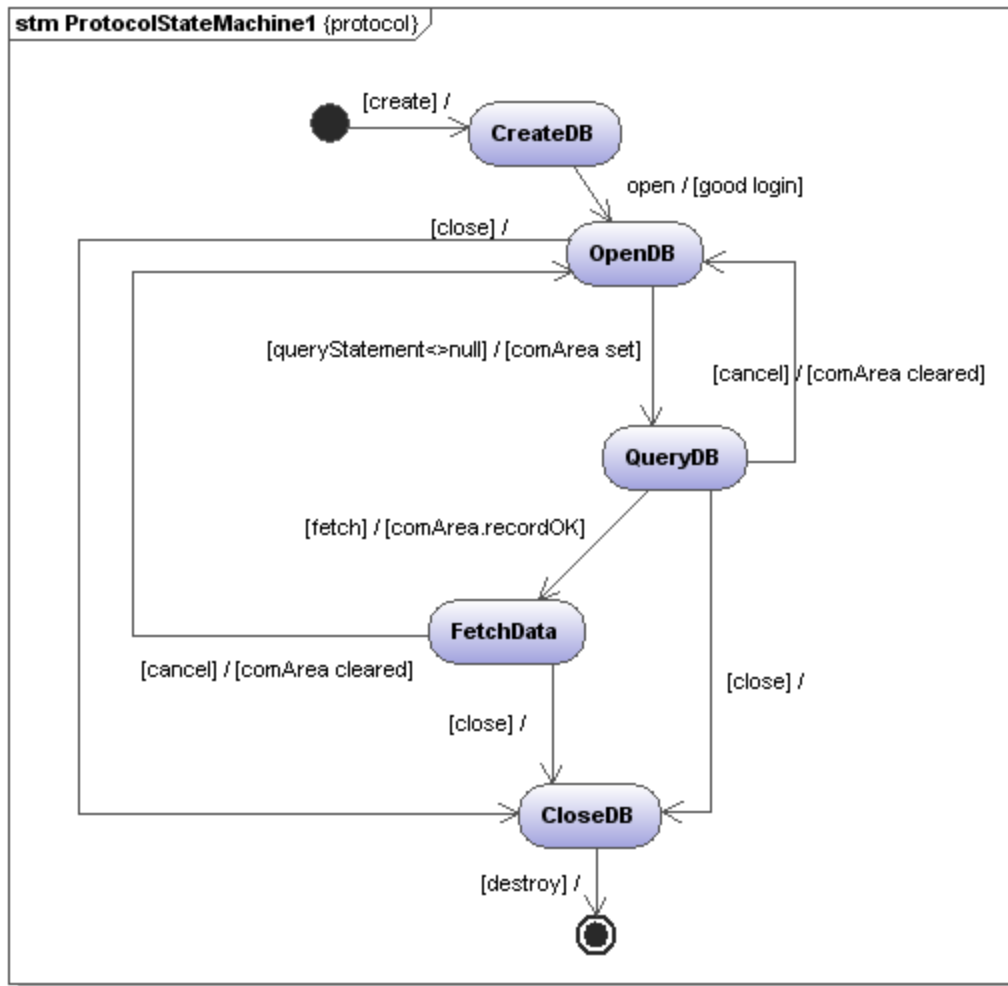 stm ProtocolStateMachine1 {protocol}
[create] /
CreateDB
open / [good login]
[close] /
OpenDB
[queryStatement<>null] / [comArea set]
[cancel] / [comArea cleared]
QueryDB
[fetch] / [comArea.recordOK]
FetchData
[cancel] / [comArea cleared]
[close] /
[close] /
CloseDB
[destroy] /